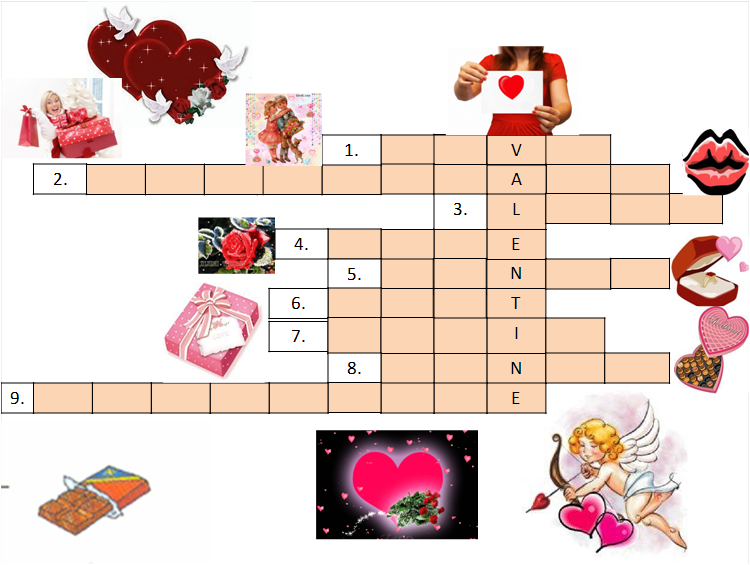 1. V
2. A
3. L
4. E
5. N
6. T
7. I
8. N
9. E